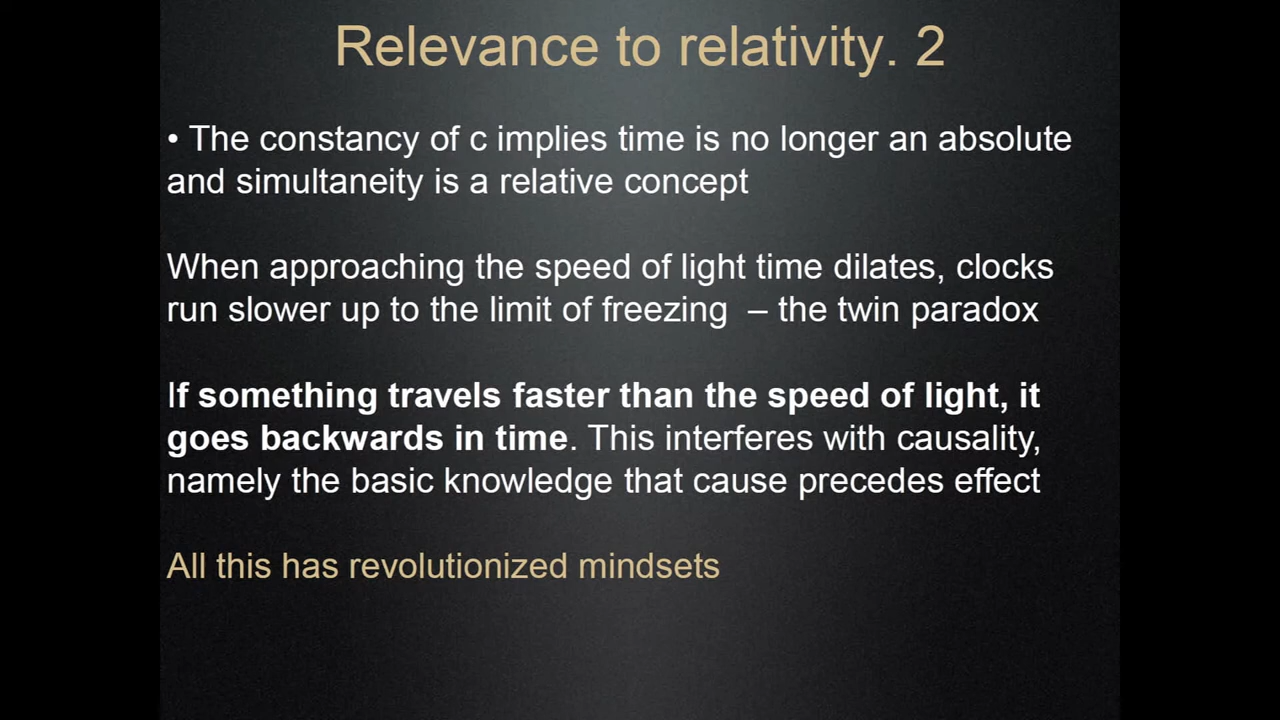 Relevance to relativity. 2
• The constancy of c implies time is no longer an absolute
and simultaneity is a relative concept
When approaching the speed of light time dilates, clocks
run slower up to the limit of freezing – the twin paradox
If something travels faster than the speed of light, it
goes backwards in time. This interferes with causality,
namely the basic knowledge that cause precedes effect
All this has revolutionized mindsets